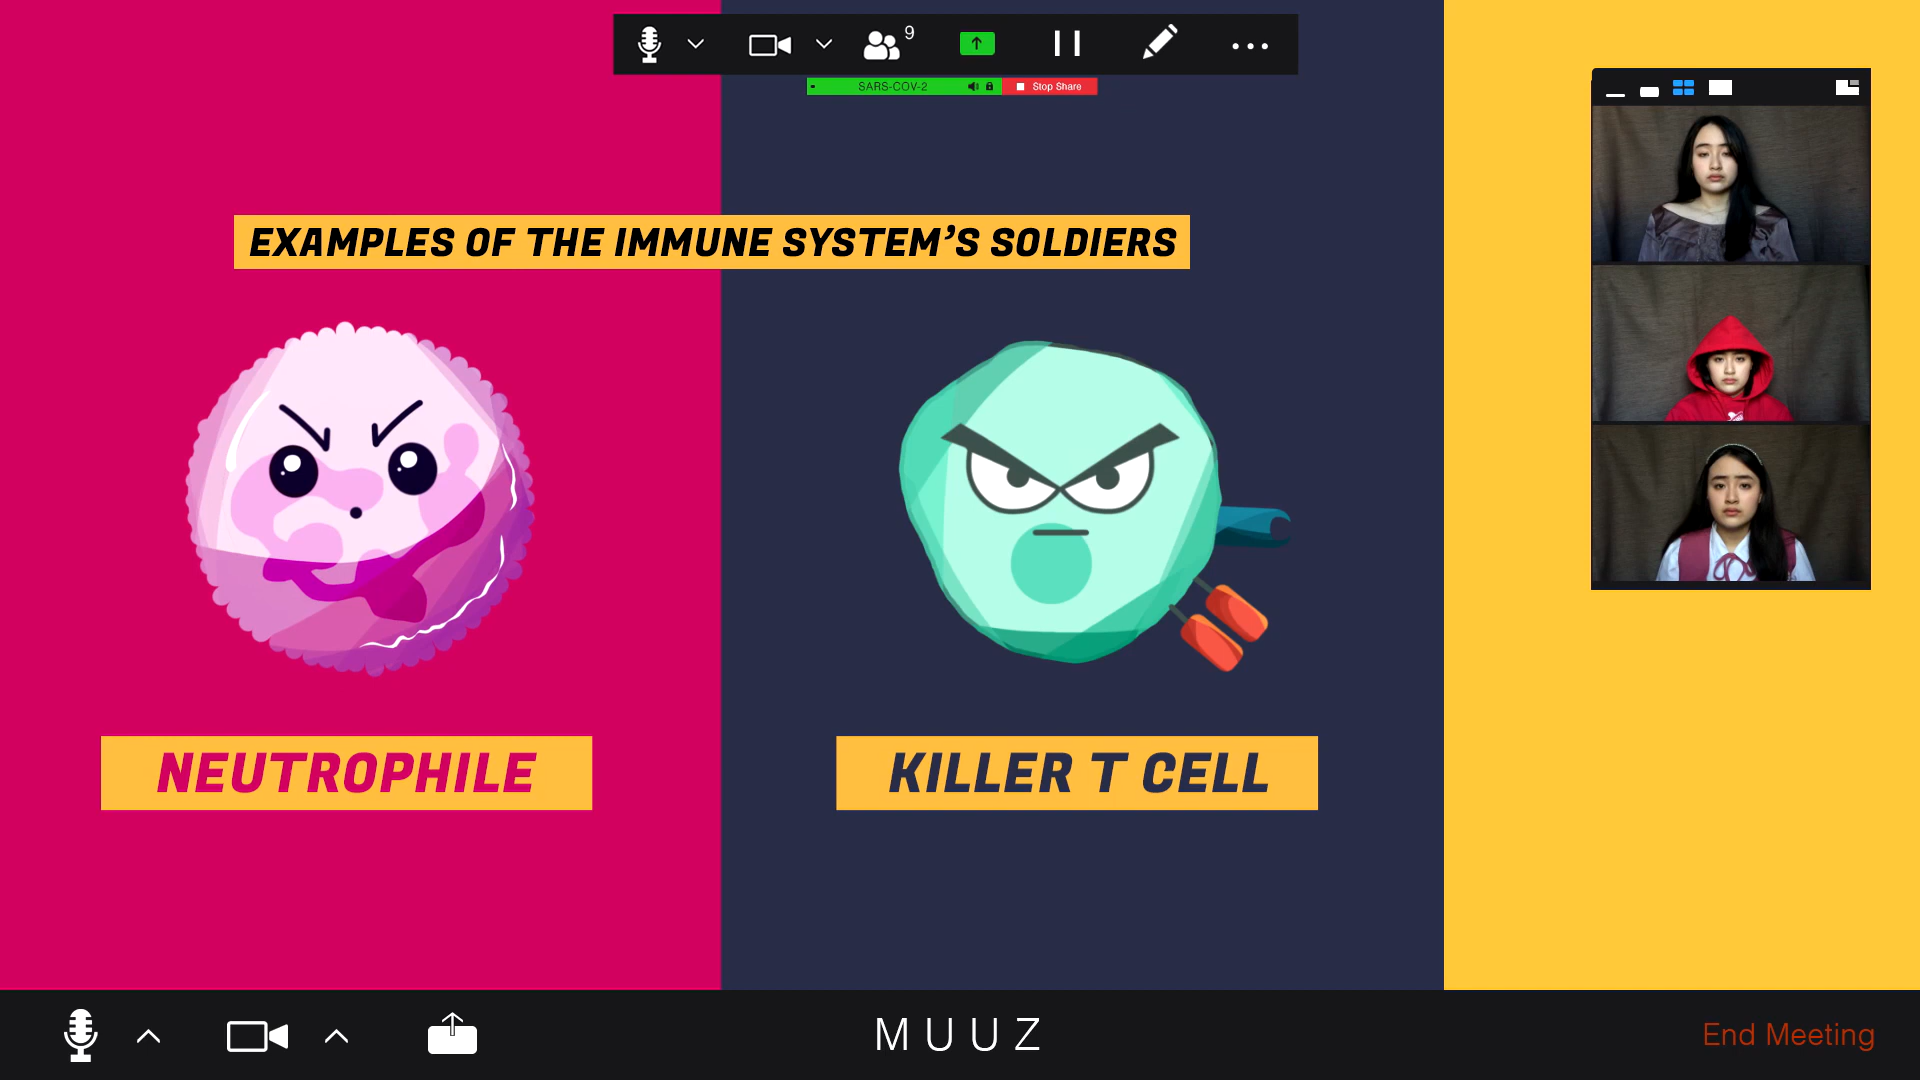 9
SARS-COV-2
Stop Share
EXAMPLES OF THE IMMUNE SYSTEM'S SOLDIERS
NEUTROPHILE
KILLER T CELL
MUUZ
End Meeting